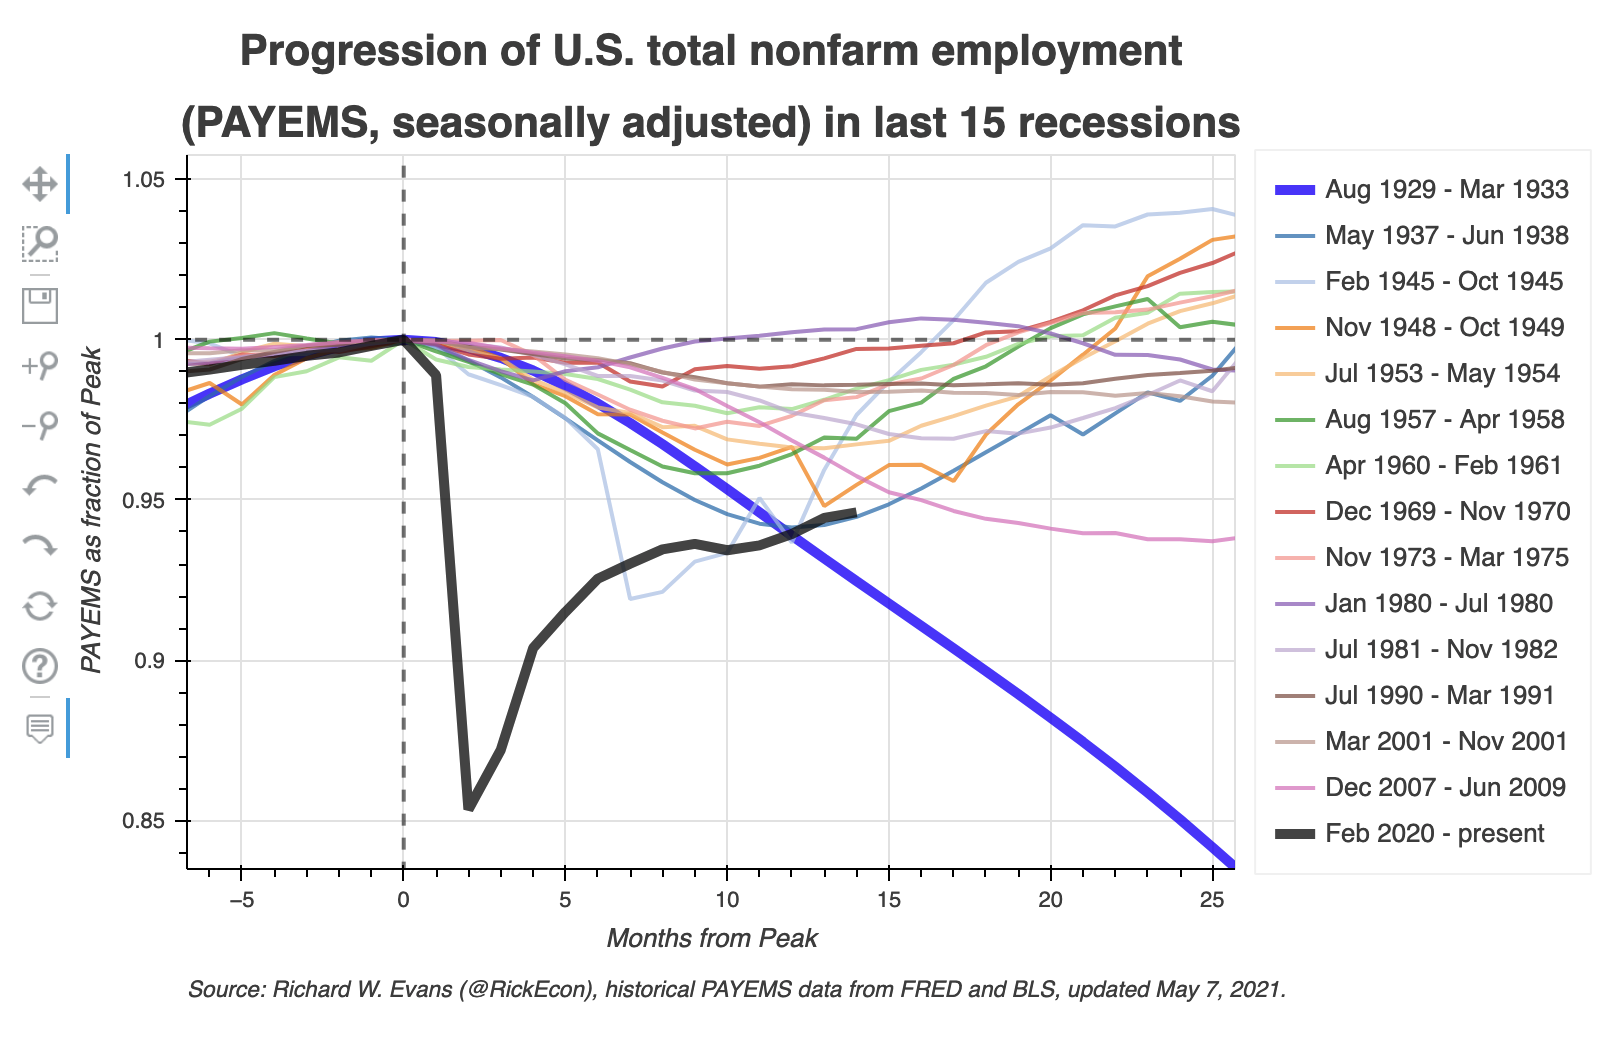 Progression of U.S. total nonfarm employment
(PAYEMS, seasonally adjusted) in last 15 recessions
PAYEMS as fraction of Peak
1.05
1
0.95
0.9
0.85
−5
0
5
10
15
20
25
Months from Peak
Aug 1929 - Mar 1933
May 1937 - Jun 1938
Feb 1945 - Oct 1945
Nov 1948 - Oct 1949
Jul 1953 - May 1954
Aug 1957 - Apr 1958
Apr 1960 - Feb 1961
Dec 1969 - Nov 1970
Nov 1973 - Mar 1975
Jan 1980 - Jul 1980
Jul 1981 - Nov 1982
Jul 1990 - Mar 1991
Mar 2001 - Nov 2001
Dec 2007 - Jun 2009
Feb 2020 - present
Source: Richard W. Evans (@RickEcon), historical PAYEMS data from FRED and BLS, updated May 7, 2021.